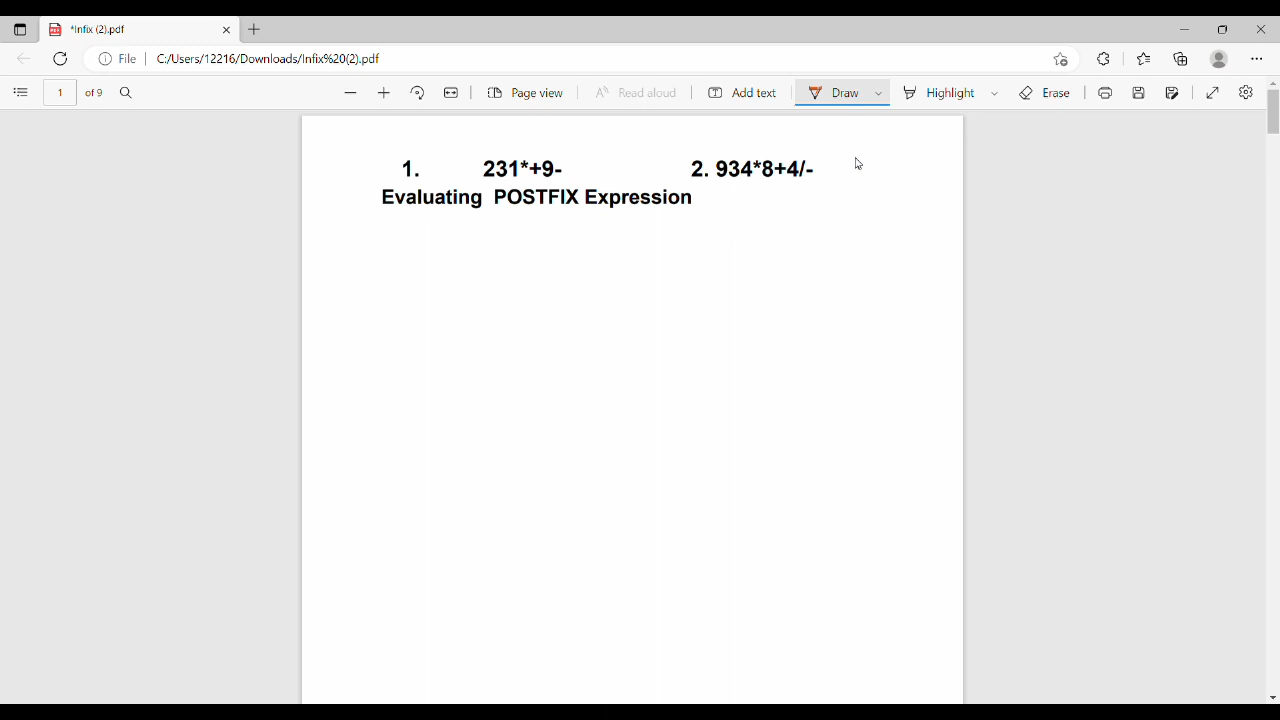 *Infix (2).pdf
File C:/Users/12216/Downloads/Infix%20(2).pdf
1 of 9 Page view Read aloud Add text Draw Highlight Erase
1. 231*+9- 2. 934*8+4/-
Evaluating POSTFIX Expression